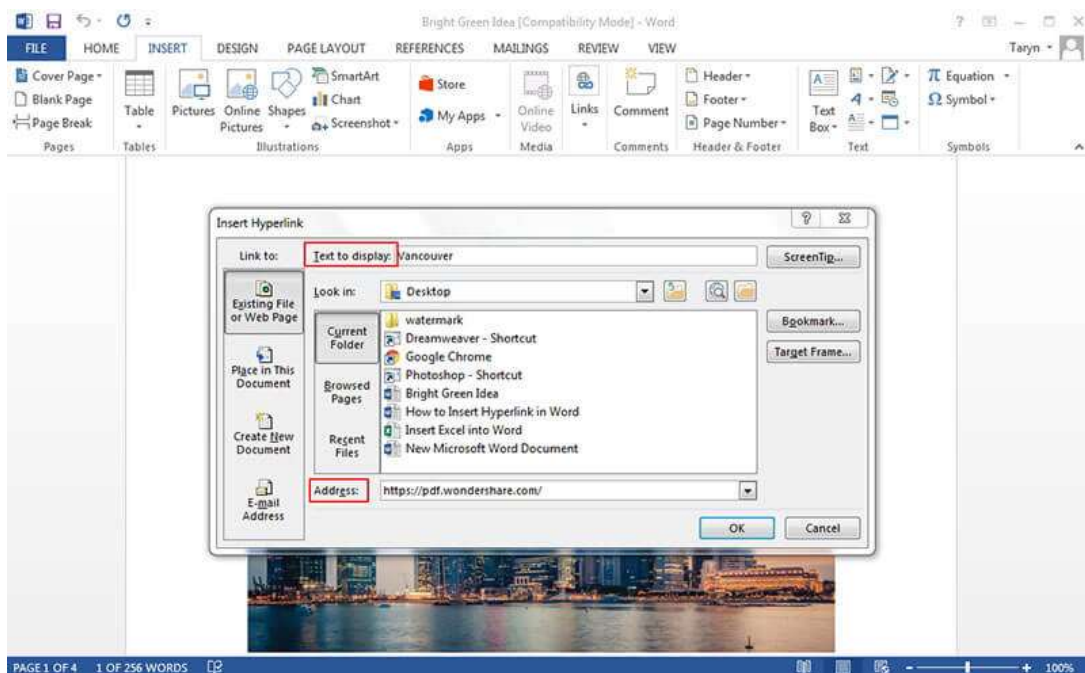 Bright Green Idea [Compatibility Mode] - Word
FILE HOME INSERT DESIGN PAGE LAYOUT REFERENCES MAILINGS REVIEW VIEW Taryn
Cover Page
Blank Page
Page Break
Pages
Table
Tables
Pictures
Online Pictures
Shapes
SmartArt
Chart
Screenshot
Illustrations
Store
My Apps
Apps
Online Video
Media
Links
Comment
Comments
Header
Footer
Page Number
Header & Footer
Text Box
Text
Equation
Symbol
Symbols
Insert Hyperlink
Link to:
Text to display: Vancouver
ScreenTip...
Existing File or Web Page
Place in This Document
Create New Document
E-mail Address
Look in: Desktop
Current Folder
Browsed Pages
Recent Files
watermark
Dreamweaver - Shortcut
Google Chrome
Photoshop - Shortcut
Bright Green Idea
How to Insert Hyperlink in Word
Insert Excel into Word
New Microsoft Word Document
Bookmark...
Target Frame...
Address: https://pdf.wondershare.com/
OK Cancel
PAGE 1 OF 4 1 OF 256 WORDS 100%